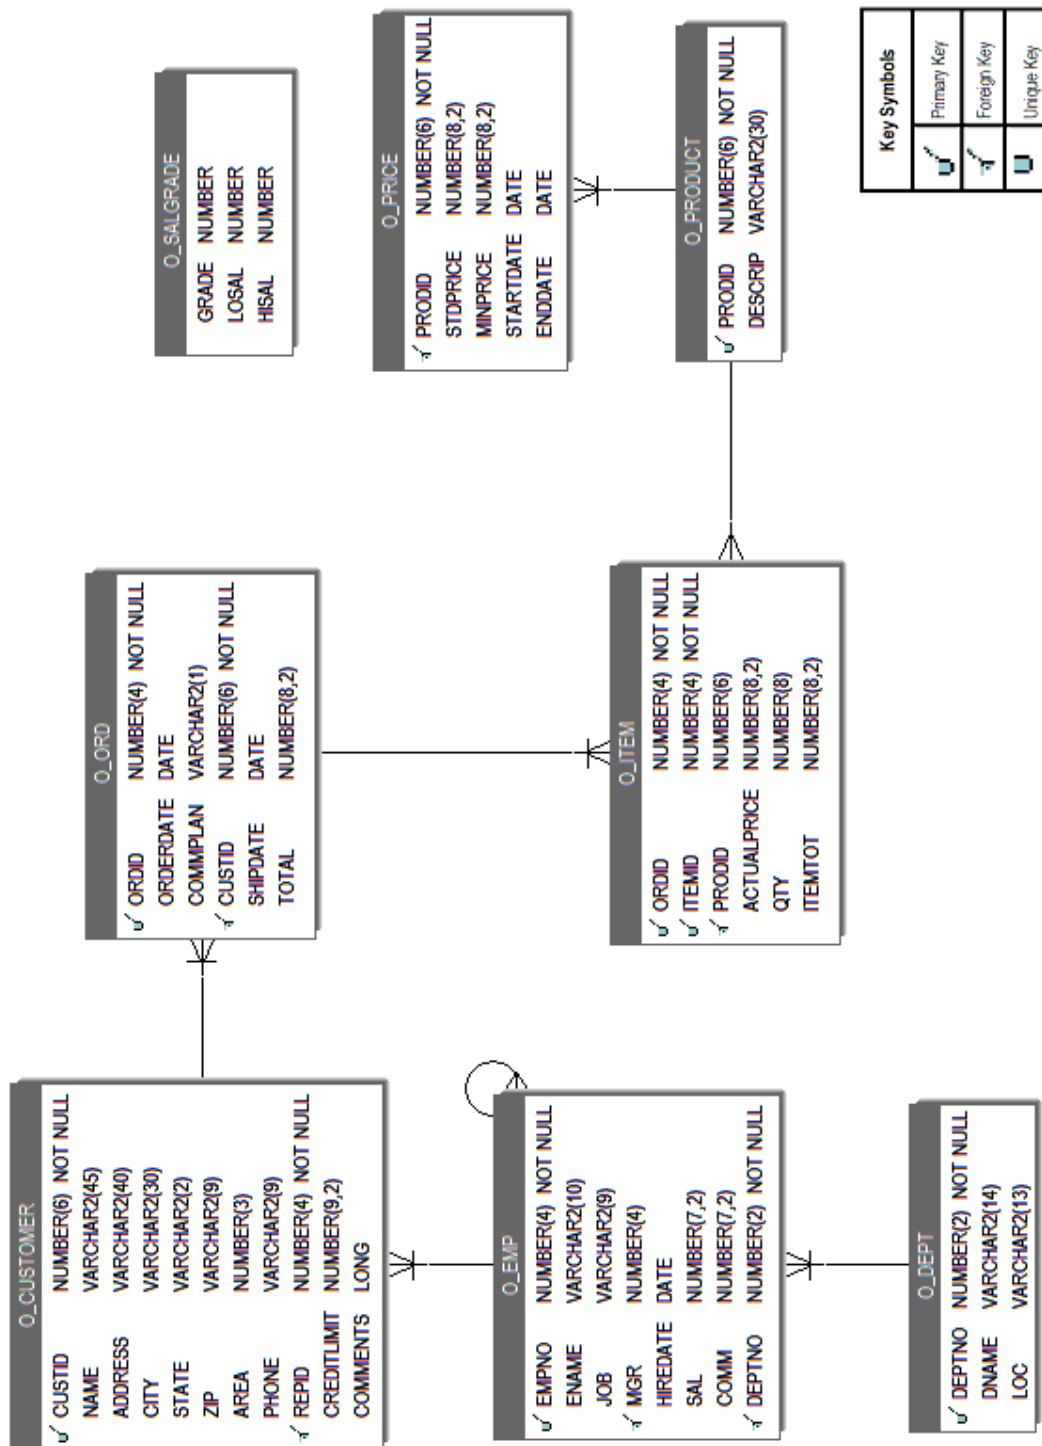 O_CUSTOMER
CUSTID NUMBER(6) NOT NULL
NAME VARCHAR2(45)
ADDRESS VARCHAR2(40)
CITY VARCHAR2(30)
STATE VARCHAR2(2)
ZIP VARCHAR2(9)
AREA NUMBER(3)
PHONE VARCHAR2(9)
REPID NUMBER(4) NOT NULL
CREDITLIMIT NUMBER(9,2)
COMMENTS LONG
O_ORD
ORDID NUMBER(4) NOT NULL
ORDERDATE DATE
COMMPLAN VARCHAR2(1)
CUSTID NUMBER(6) NOT NULL
SHIPDATE DATE
TOTAL NUMBER(8,2)
O_SALGRADE
GRADE NUMBER
LOSAL NUMBER
HISAL NUMBER
O_PRICE
PRODID NUMBER(6) NOT NULL
STDPRICE NUMBER(8,2)
MINPRICE NUMBER(8,2)
STARTDATE DATE
ENDDATE DATE
O_EMP
EMPNO NUMBER(4) NOT NULL
ENAME VARCHAR2(10)
JOB VARCHAR2(9)
MGR NUMBER(4)
HIREDATE DATE
SAL NUMBER(7,2)
COMM NUMBER(7,2)
DEPTNO NUMBER(2) NOT NULL
O_ITEM
ORDID NUMBER(4) NOT NULL
ITEMID NUMBER(4) NOT NULL
PRODID NUMBER(6)
ACTUALPRICE NUMBER(8,2)
QTY NUMBER(8)
ITEMTOT NUMBER(8,2)
O_PRODUCT
PRODID NUMBER(6) NOT NULL
DESCRIP VARCHAR2(30)
O_DEPT
DEPTNO NUMBER(2) NOT NULL
DNAME VARCHAR2(14)
LOC VARCHAR2(13)
Key Symbols
Primary Key
Foreign Key
Unique Key